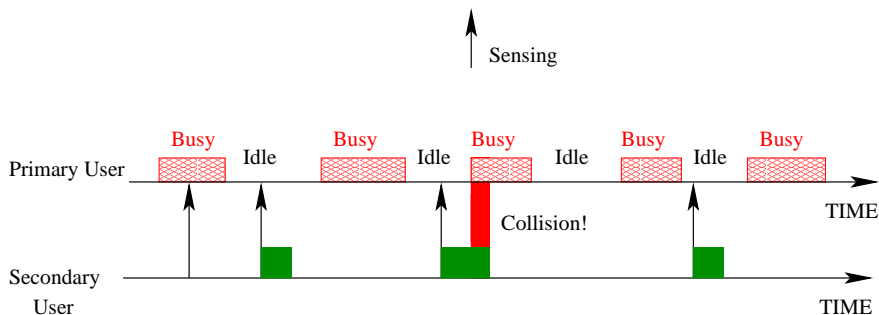 Sensing
Busy Busy Busy Busy Busy
Idle Idle Idle Idle
Primary User
TIME
Collision!
Secondary
User
TIME